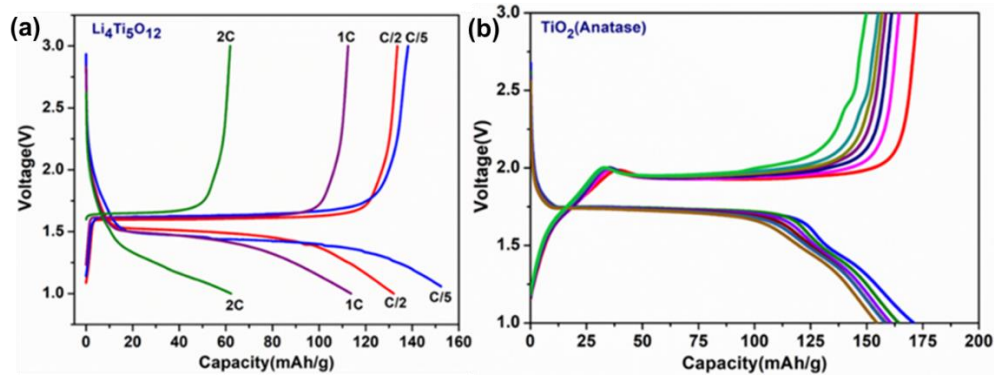 (a)
Li₄Ti₅O₁₂
2C
1C
C/2
C/5
3.0
2.5
2.0
1.5
1.0
Voltage(V)
2C
1C
C/2
C/5
0 20 40 60 80 100 120 140 160
Capacity(mAh/g)
(b)
TiO₂(Anatase)
3.0
2.5
2.0
1.5
1.0
Voltage(V)
0 25 50 75 100 125 150 175 200
Capacity(mAh/g)